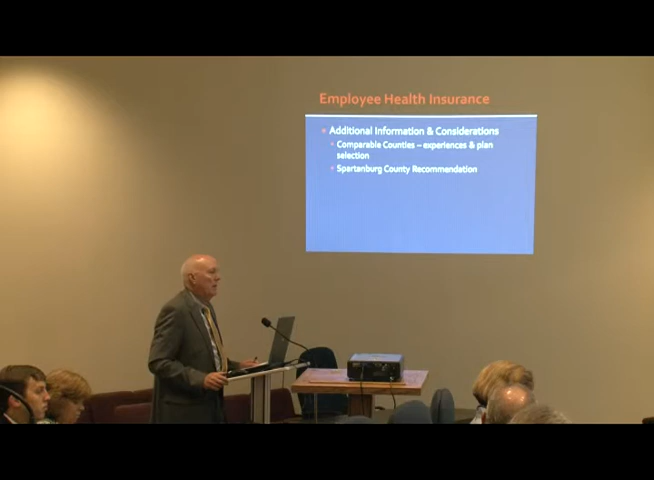 Employee Health Insurance
Additional Information & Considerations
Comparable Counties – experiences & plan
selection
Spartanburg County Recommendation